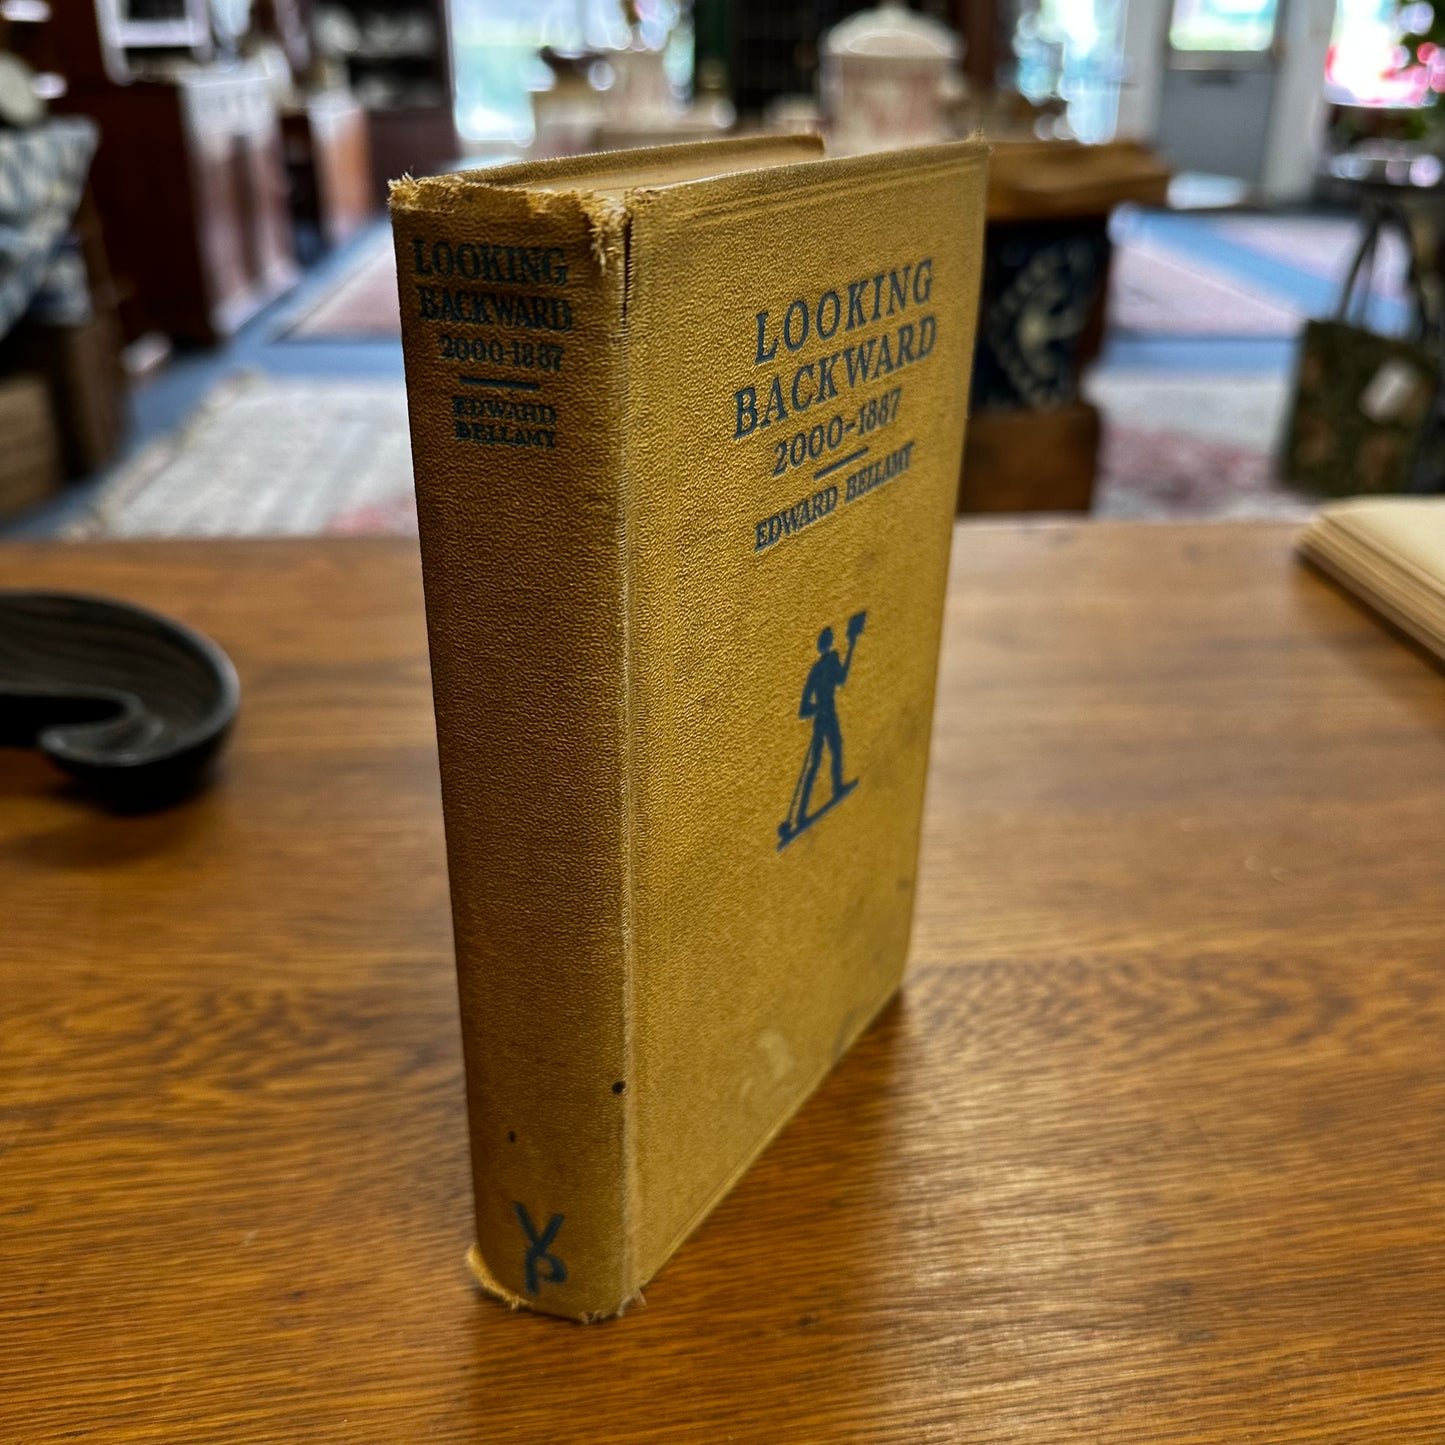 LOOKING
BACKWARD
2000-1887
EDWARD
BELLAMY
VP
LOOKING
BACKWARD
2000-1887
EDWARD BELLAMY